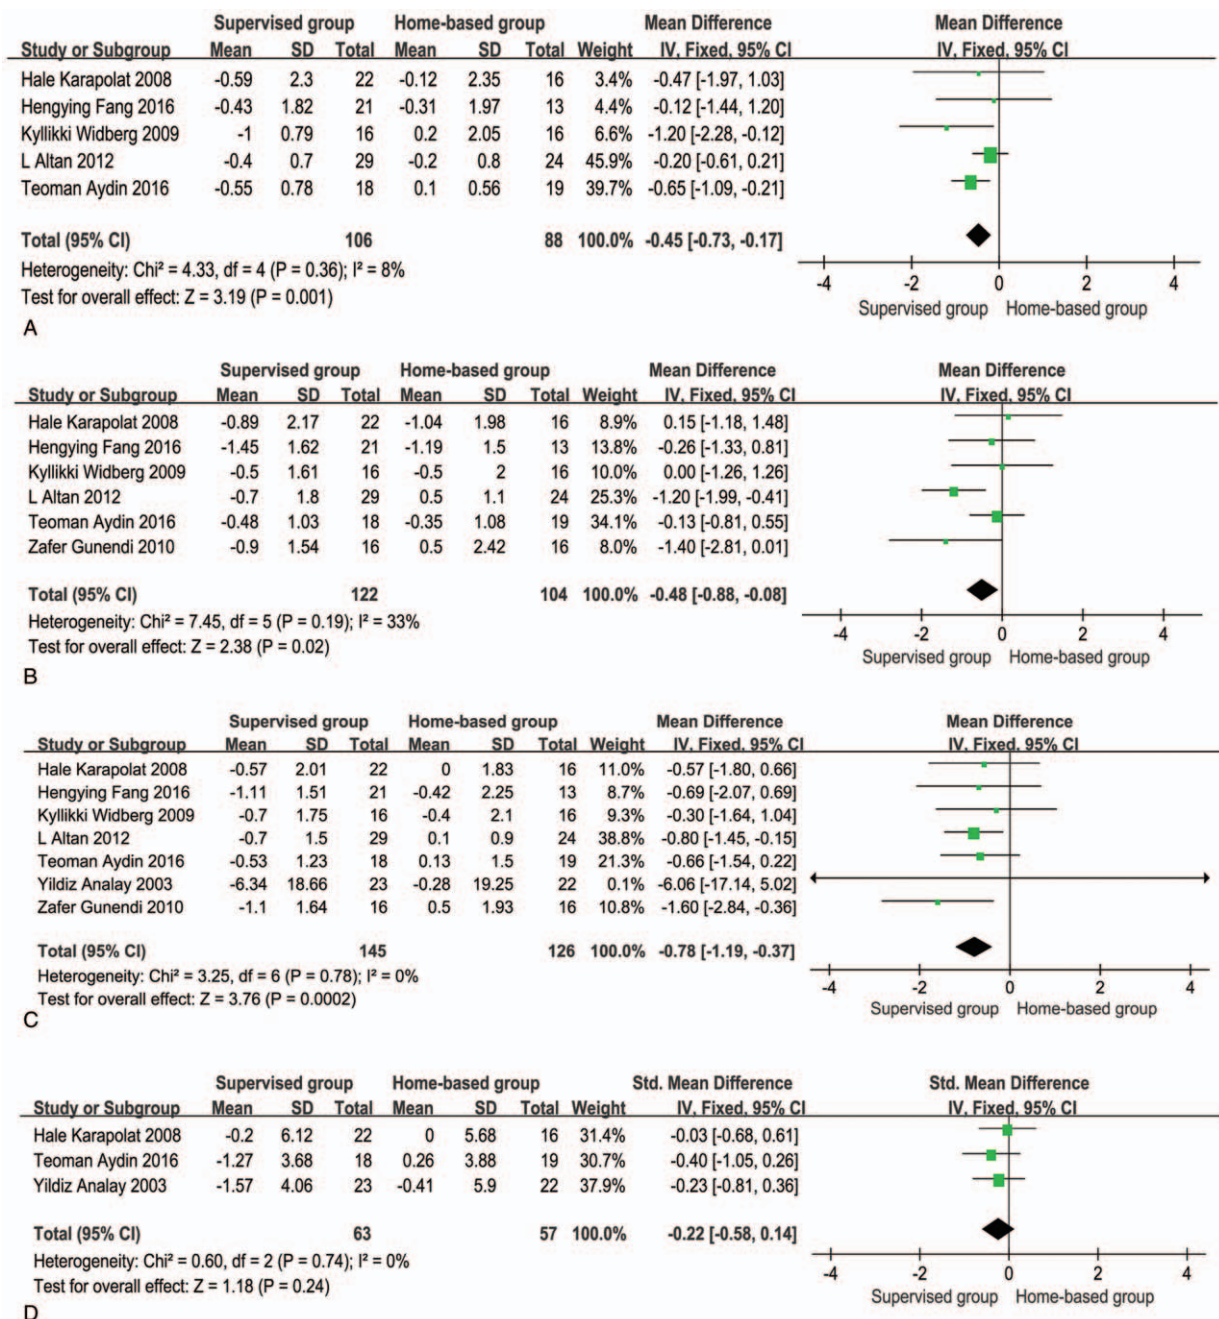 Supervised group Home-based group Mean Difference Mean Difference
Study or Subgroup Mean SD Total Mean SD Total Weight IV, Fixed, 95% CI IV, Fixed, 95% CI
Hale Karapolat 2008 -0.59 2.3 22 -0.12 2.35 16 3.4% -0.47 [-1.97, 1.03]
Hengying Fang 2016 -0.43 1.82 21 -0.31 1.97 13 4.4% -0.12 [-1.44, 1.20]
Kyllikki Widberg 2009 -1 0.79 16 0.2 2.05 16 6.6% -1.20 [-2.28, -0.12]
L Altan 2012 -0.4 0.7 29 -0.2 0.8 24 45.9% -0.20 [-0.61, 0.21]
Teoman Aydin 2016 -0.55 0.78 18 0.1 0.56 19 39.7% -0.65 [-1.09, -0.21]
Total (95% CI) 106 88 100.0% -0.45 [-0.73, -0.17]
Heterogeneity: Chi² = 4.33, df = 4 (P = 0.36); I² = 8%
-4 -2 0 2 4
Test for overall effect: Z = 3.19 (P = 0.001)
Supervised group Home-based group
A
Supervised group Home-based group Mean Difference Mean Difference
Study or Subgroup Mean SD Total Mean SD Total Weight IV, Fixed, 95% CI IV, Fixed, 95% CI
Hale Karapolat 2008 -0.89 2.17 22 -1.04 1.98 16 8.9% 0.15 [-1.18, 1.48]
Hengying Fang 2016 -1.45 1.62 21 -1.19 1.5 13 13.8% -0.26 [-1.33, 0.81]
Kyllikki Widberg 2009 -0.5 1.61 16 -0.5 2 16 10.0% 0.00 [-1.26, 1.26]
L Altan 2012 -0.7 1.8 29 0.5 1.1 24 25.3% -1.20 [-1.99, -0.41]
Teoman Aydin 2016 -0.48 1.03 18 -0.35 1.08 19 34.1% -0.13 [-0.81, 0.55]
Zafer Gunendi 2010 -0.9 1.54 16 0.5 2.42 16 8.0% -1.40 [-2.81, 0.01]
Total (95% CI) 122 104 100.0% -0.48 [-0.88, -0.08]
Heterogeneity: Chi² = 7.45, df = 5 (P = 0.19); I² = 33%
-4 -2 0 2 4
Test for overall effect: Z = 2.38 (P = 0.02)
Supervised group Home-based group
B
Supervised group Home-based group Mean Difference Mean Difference
Study or Subgroup Mean SD Total Mean SD Total Weight IV, Fixed, 95% CI IV, Fixed, 95% CI
Hale Karapolat 2008 -0.57 2.01 22 0 1.83 16 11.0% -0.57 [-1.80, 0.66]
Hengying Fang 2016 -1.11 1.51 21 -0.42 2.25 13 8.7% -0.69 [-2.07, 0.69]
Kyllikki Widberg 2009 -0.7 1.75 16 -0.4 2.1 16 9.3% -0.30 [-1.64, 1.04]
L Altan 2012 -0.7 1.5 29 0.1 0.9 24 38.8% -0.80 [-1.45, -0.15]
Teoman Aydin 2016 -0.53 1.23 18 0.13 1.5 19 21.3% -0.66 [-1.54, 0.22]
Yildiz Analay 2003 -6.34 18.66 23 -0.28 19.25 22 0.1% -6.06 [-17.14, 5.02]
Zafer Gunendi 2010 -1.1 1.64 16 0.5 1.93 16 10.8% -1.60 [-2.84, -0.36]
Total (95% CI) 145 126 100.0% -0.78 [-1.19, -0.37]
Heterogeneity: Chi² = 3.25, df = 6 (P = 0.78); I² = 0%
-4 -2 0 2 4
Test for overall effect: Z = 3.76 (P = 0.0002)
Supervised group Home-based group
C
Supervised group Home-based group Std. Mean Difference Std. Mean Difference
Study or Subgroup Mean SD Total Mean SD Total Weight IV, Fixed, 95% CI IV, Fixed, 95% CI
Hale Karapolat 2008 -0.2 6.12 22 0 5.68 16 31.4% -0.03 [-0.68, 0.61]
Teoman Aydin 2016 -1.27 3.68 18 0.26 3.88 19 30.7% -0.40 [-1.05, 0.26]
Yildiz Analay 2003 -1.57 4.06 23 -0.41 5.9 22 37.9% -0.23 [-0.81, 0.36]
Total (95% CI) 63 57 100.0% -0.22 [-0.58, 0.14]
Heterogeneity: Chi² = 0.60, df = 2 (P = 0.74); I² = 0%
-4 -2 0 2 4
Test for overall effect: Z = 1.18 (P = 0.24)
Supervised group Home-based group
D